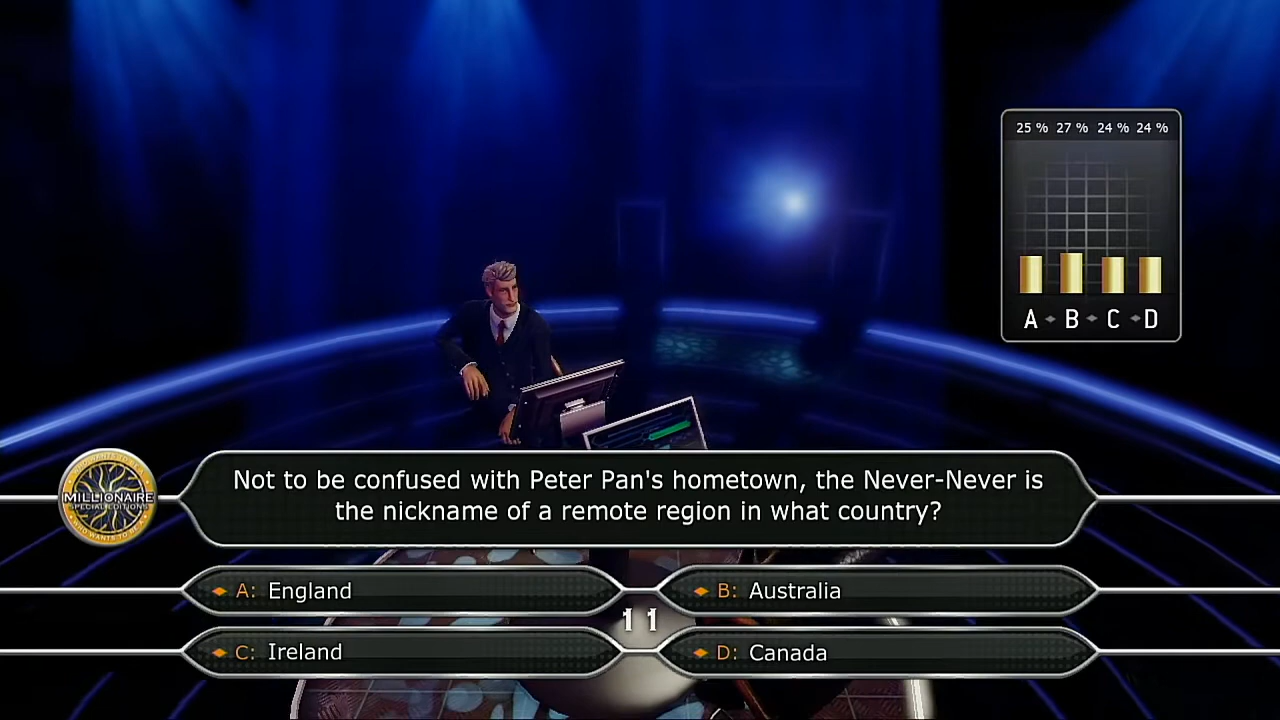 25 % 27 % 24 % 24 %
A B C D
Not to be confused with Peter Pan's hometown, the Never-Never is
the nickname of a remote region in what country?
MILLIONAIRE
SPECIAL EDITIONS
A: England
B: Australia
11
C: Ireland
D: Canada